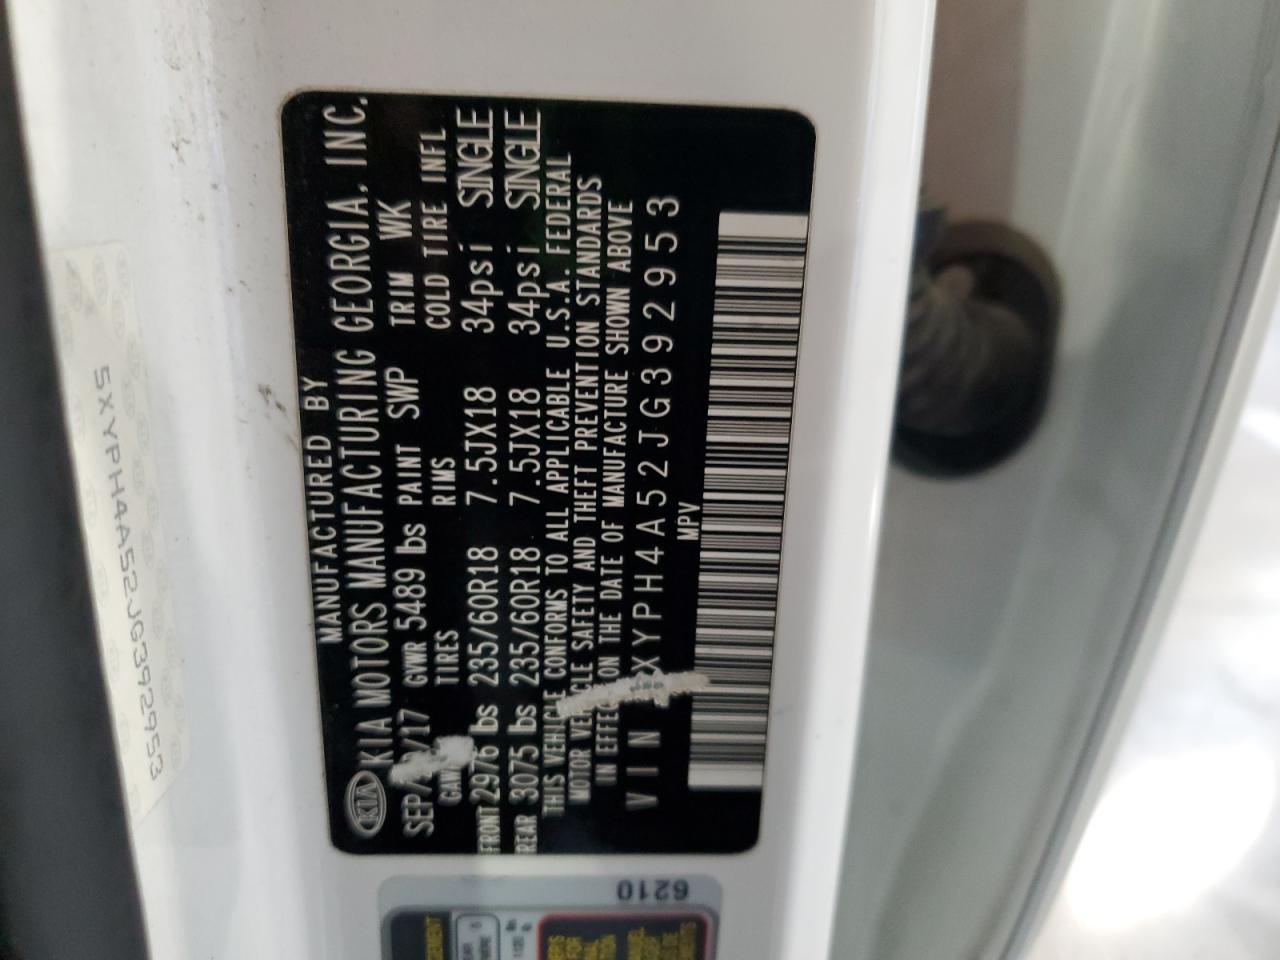 MANUFACTURED BY
KIA KIA MOTORS MANUFACTURING GEORGIA, INC.
SEP/ /17 GVWR 5489 lbs PAINT SWP TRIM WK
TIRES RIMS COLD TIRE INFL
FRONT 2976 lbs 235/60R18 7.5JX18 34psi SINGLE
REAR 3075 lbs 235/60R18 7.5JX18 34psi SINGLE
THIS VEHICLE CONFORMS TO ALL APPLICABLE U.S.A. FEDERAL
MOTOR VEHICLE SAFETY AND THEFT PREVENTION STANDARDS
IN EFFECT ON THE DATE OF MANUFACTURE SHOWN ABOVE
VIN XYPH4A52JG392953
MPV
5XYPH4A52JG392953
6210